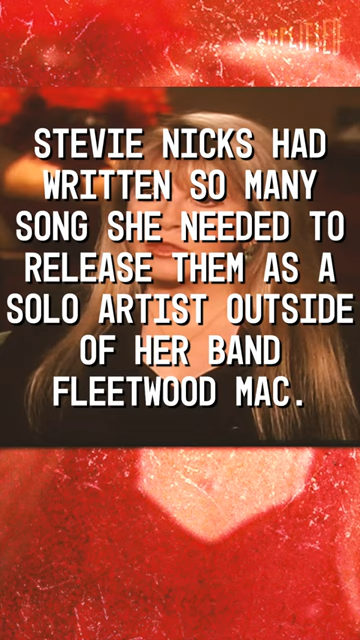 AMPLIFIED
STEVIE NICKS HAD
WRITTEN SO MANY
SONG SHE NEEDED TO
RELEASE THEM AS A
SOLO ARTIST OUTSIDE
OF HER BAND
FLEETWOOD MAC.